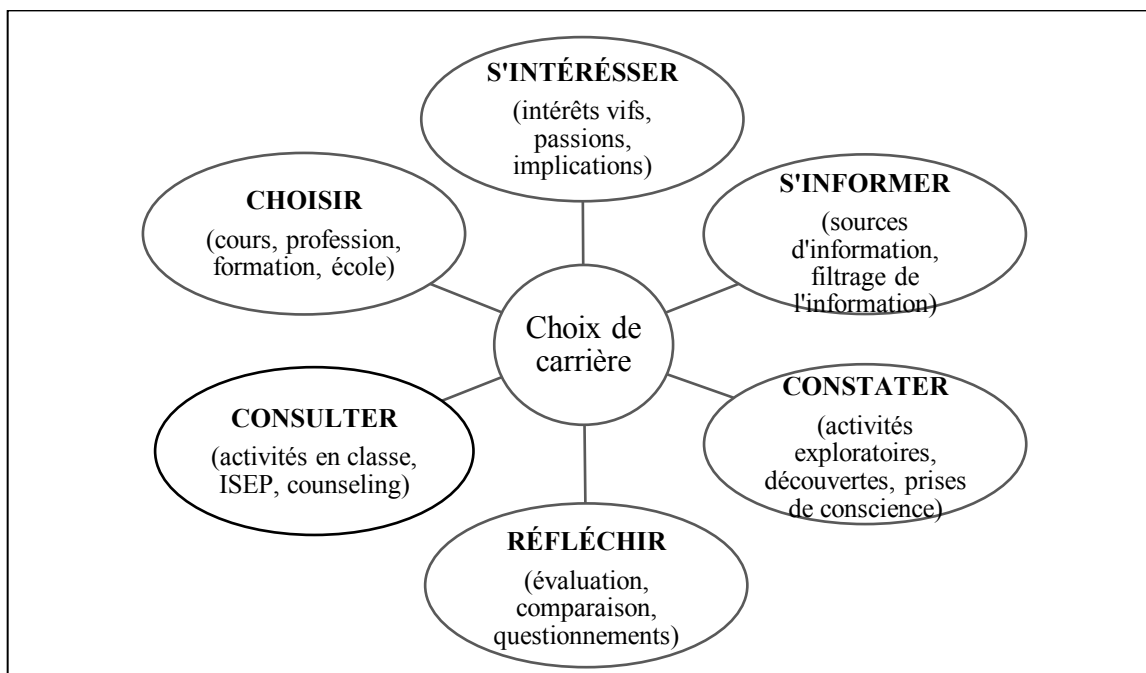 S'INTÉRÉSSER
(intérêts vifs,
passions,
implications)
S'INFORMER
(sources
d'information,
filtrage de
l'information)
CONSTATER
(activités
exploratoires,
découvertes, prises
de conscience)
RÉFLÉCHIR
(évaluation,
comparaison,
questionnements)
CONSULTER
(activités en classe,
ISEP, counseling)
CHOISIR
(cours, profession,
formation, école)
Choix de
carrière